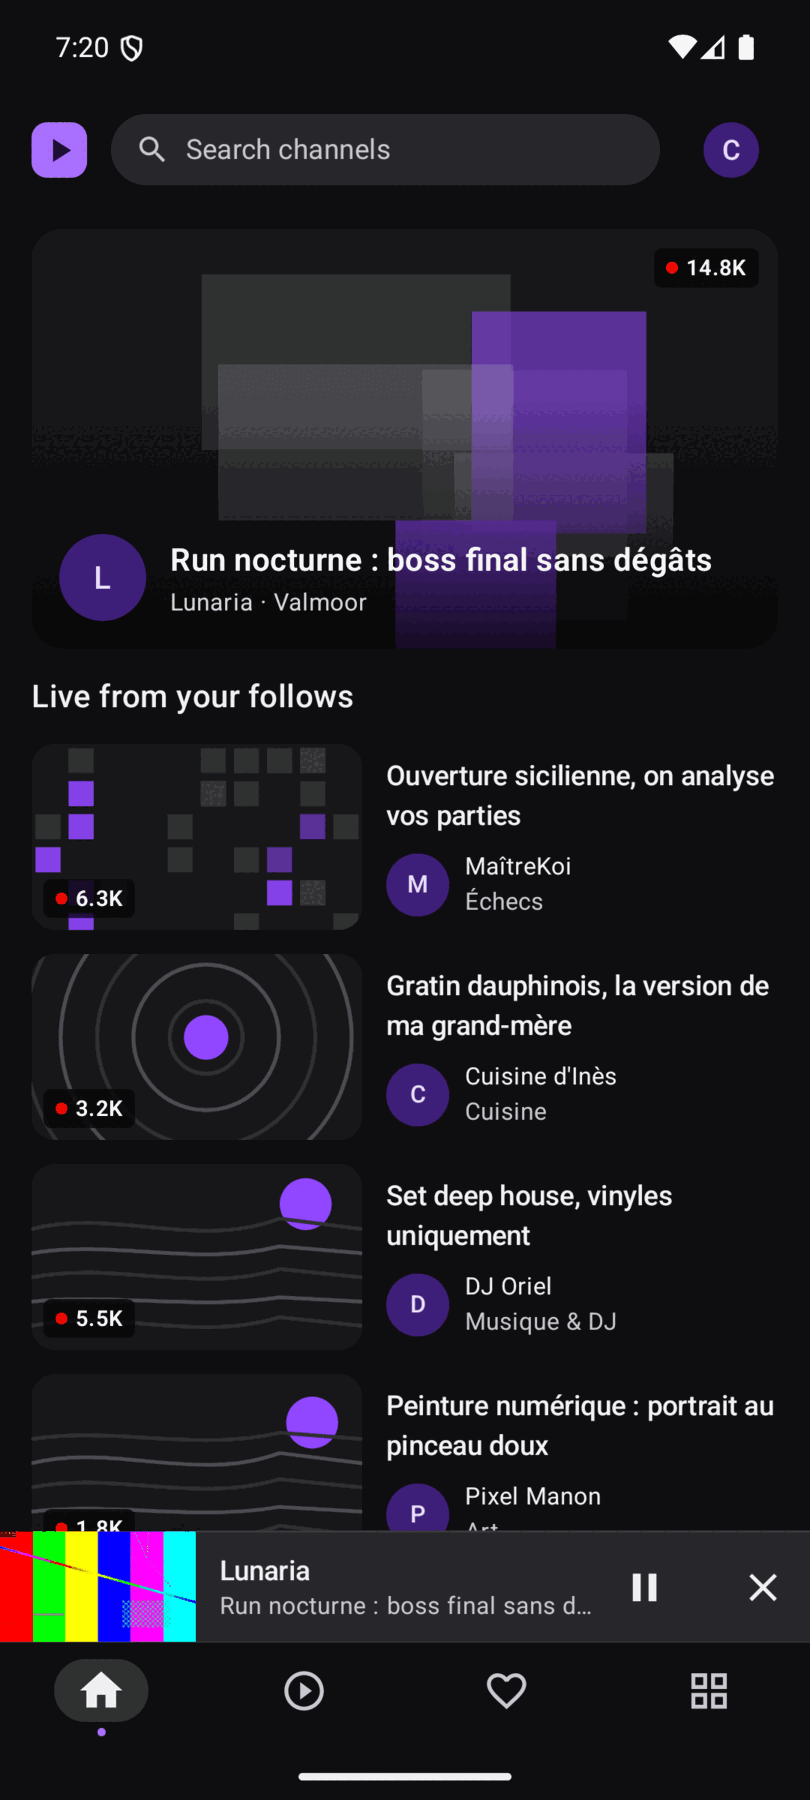 7:20
Search channels
C
14.8K
L
Run nocturne : boss final sans dégâts
Lunaria · Valmoor
Live from your follows
6.3K
Ouverture sicilienne, on analyse
vos parties
M
MaîtreKoi
Échecs
3.2K
Gratin dauphinois, la version de
ma grand-mère
C
Cuisine d'Inès
Cuisine
5.5K
Set deep house, vinyles
uniquement
D
DJ Oriel
Musique & DJ
1.8K
Peinture numérique : portrait au
pinceau doux
P
Pixel Manon
Art
Lunaria
Run nocturne : boss final sans d...